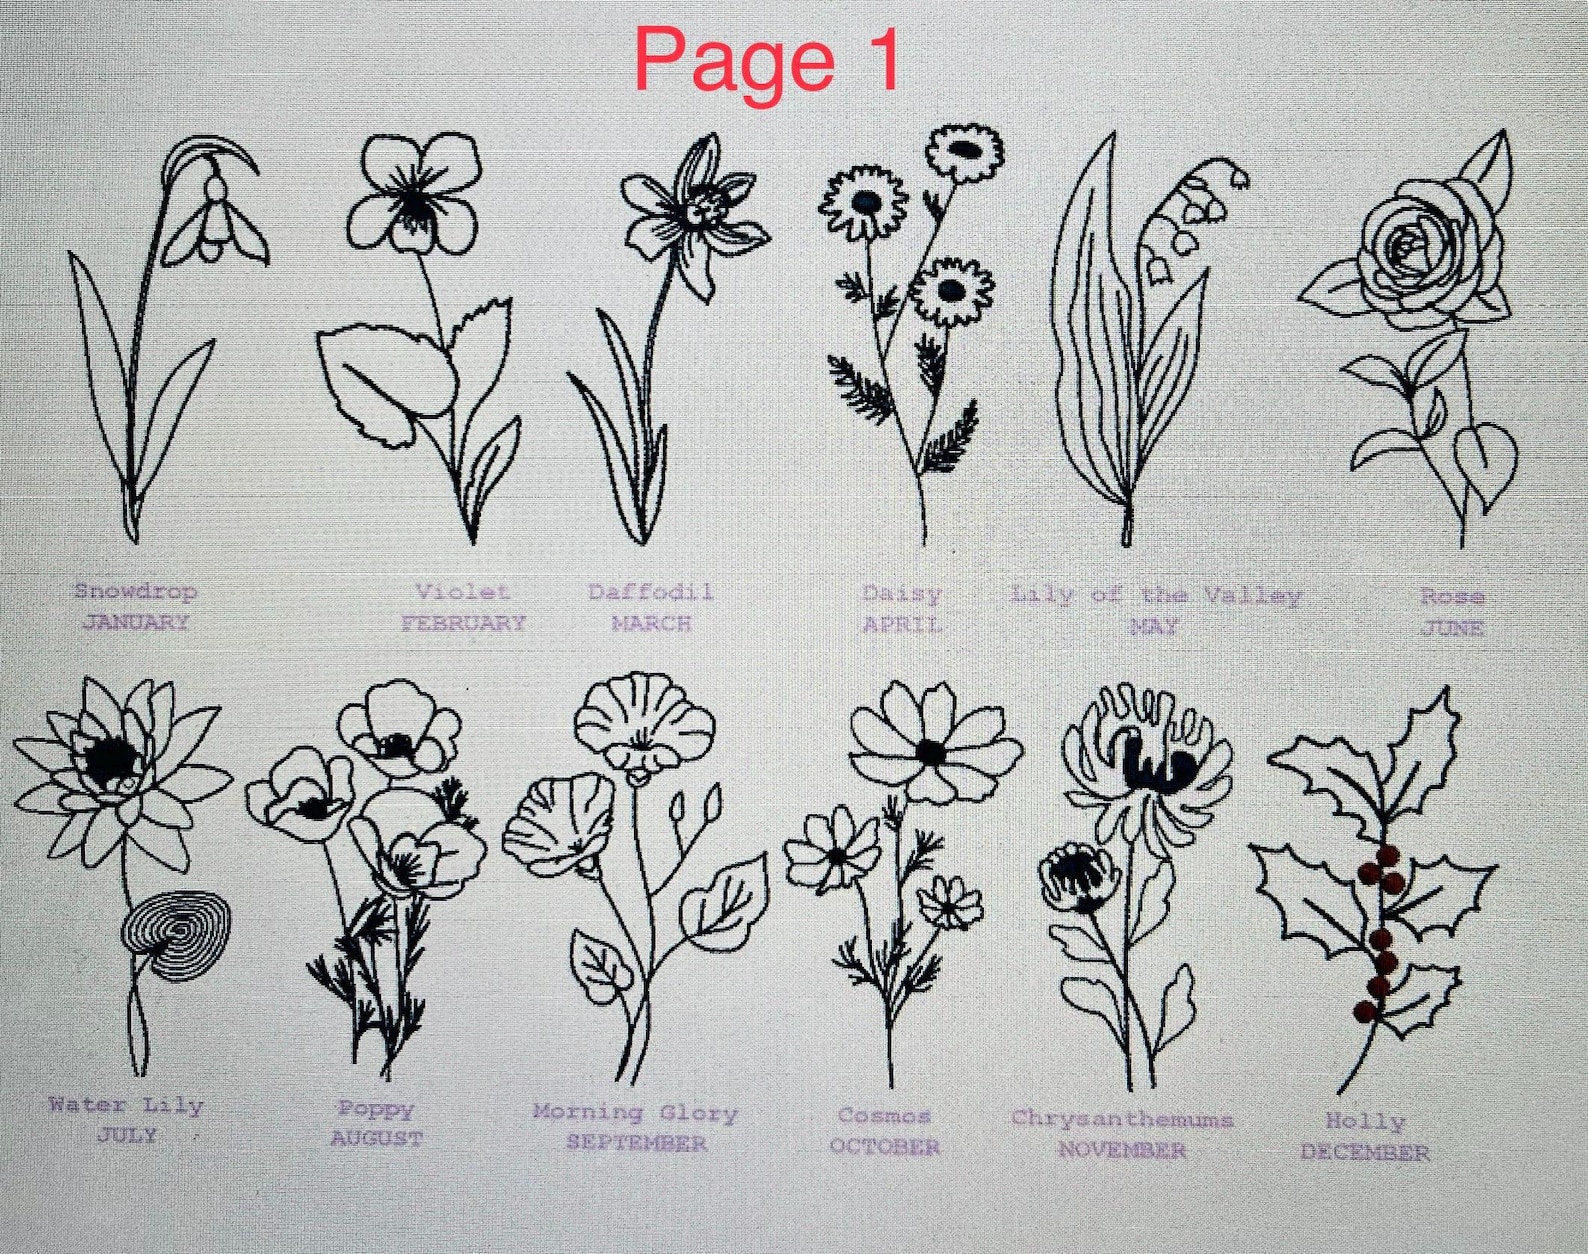 Page 1
Snowdrop
JANUARY
Violet
FEBRUARY
Daffodil
MARCH
Daisy
APRIL
Lily of the Valley
MAY
Rose
JUNE
Water Lily
JULY
Poppy
AUGUST
Morning Glory
SEPTEMBER
Cosmos
OCTOBER
Chrysanthemums
NOVEMBER
Holly
DECEMBER